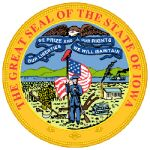 THE GREAT SEAL OF THE STATE OF IOWA
OUR LIBERTIES WE PRIZE AND OUR RIGHTS WE WILL MAINTAIN